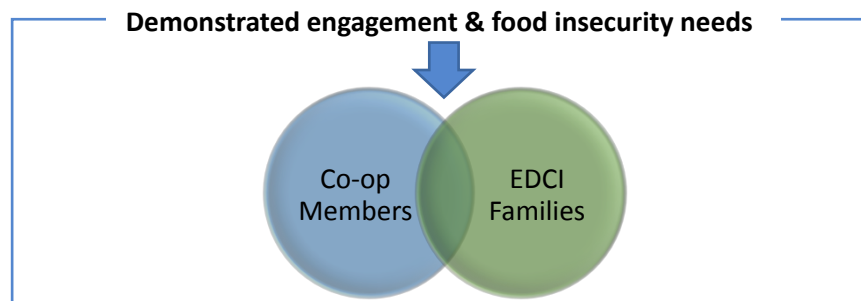 Demonstrated engagement & food insecurity needs
Co-op
Members
EDCI
Families